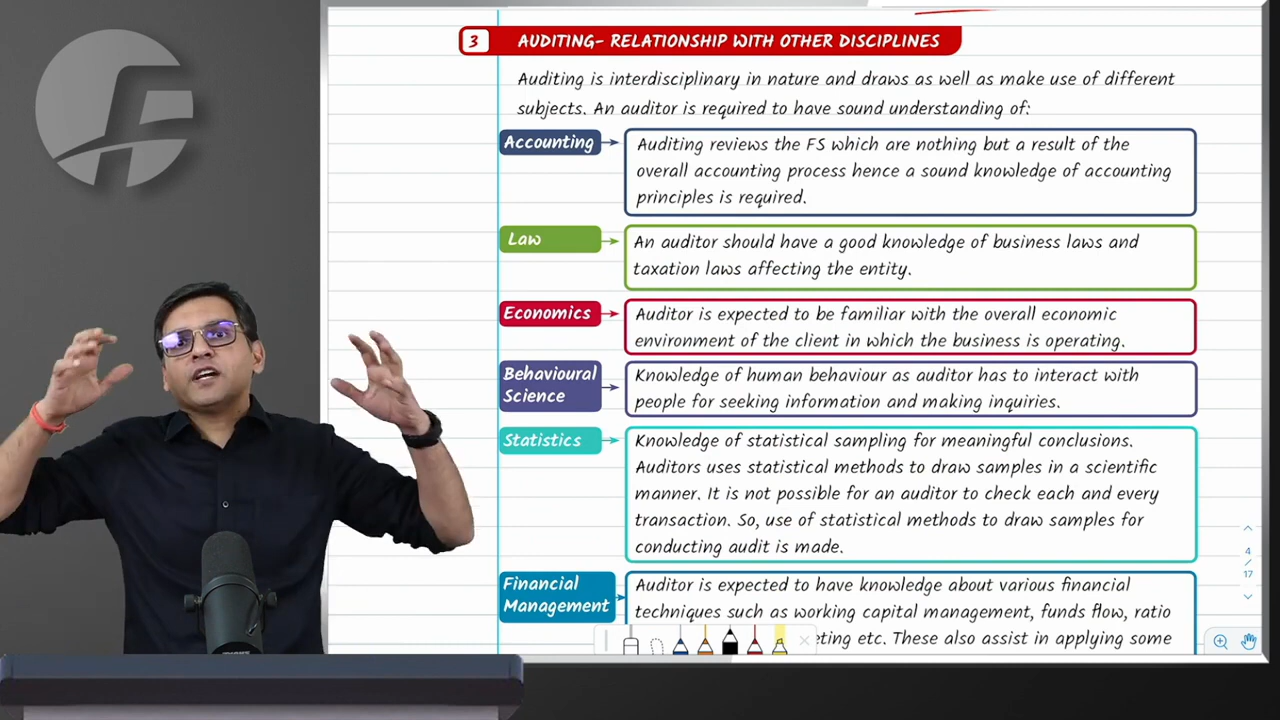 3 AUDITING- RELATIONSHIP WITH OTHER DISCIPLINES
Auditing is interdisciplinary in nature and draws as well as make use of different
subjects. An auditor is required to have sound understanding of:
Accounting
Auditing reviews the FS which are nothing but a result of the
overall accounting process hence a sound knowledge of accounting
principles is required.
Law
An auditor should have a good knowledge of business laws and
taxation laws affecting the entity.
Economics
Auditor is expected to be familiar with the overall economic
environment of the client in which the business is operating.
Behavioural
Science
Knowledge of human behaviour as auditor has to interact with
people for seeking information and making inquiries.
Statistics
Knowledge of statistical sampling for meaningful conclusions.
Auditors uses statistical methods to draw samples in a scientific
manner. It is not possible for an auditor to check each and every
transaction. So, use of statistical methods to draw samples for
conducting audit is made.
Financial
Management
Auditor is expected to have knowledge about various financial
techniques such as working capital management, funds flow, ratio
etc. These also assist in applying some
4
/
17